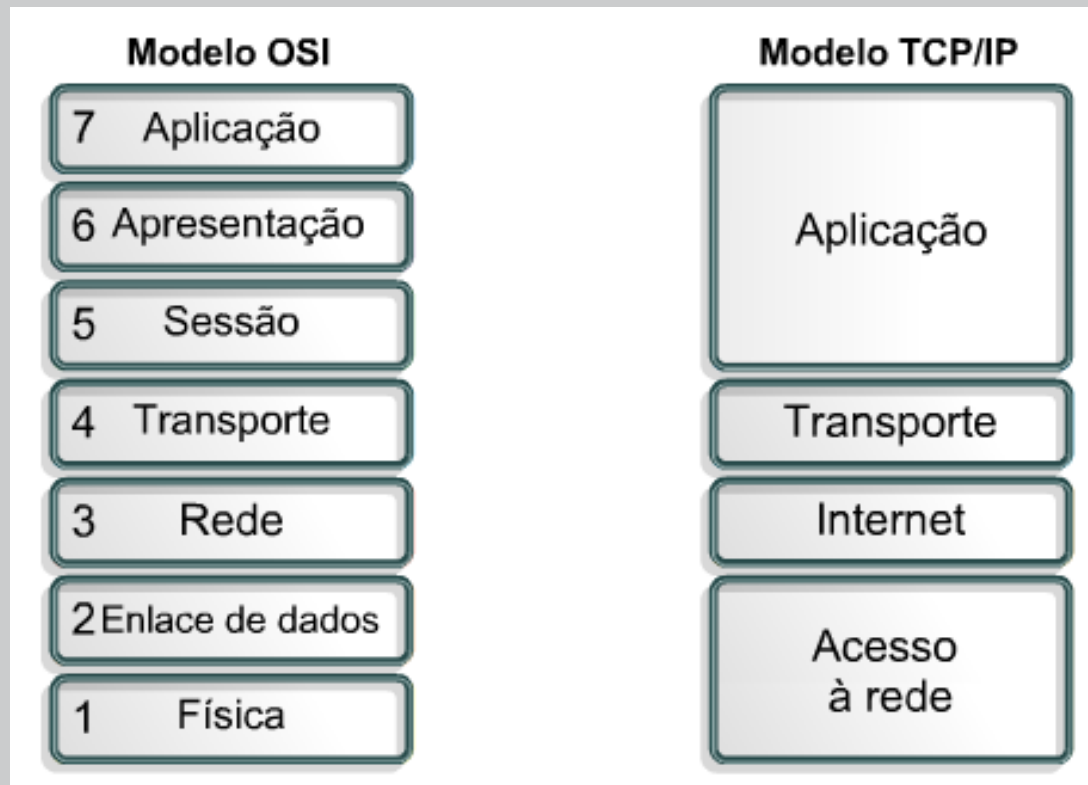 Modelo OSI
7 Aplicação
6 Apresentação
5 Sessão
4 Transporte
3 Rede
2 Enlace de dados
1 Física
Modelo TCP/IP
Aplicação
Transporte
Internet
Acesso
à rede